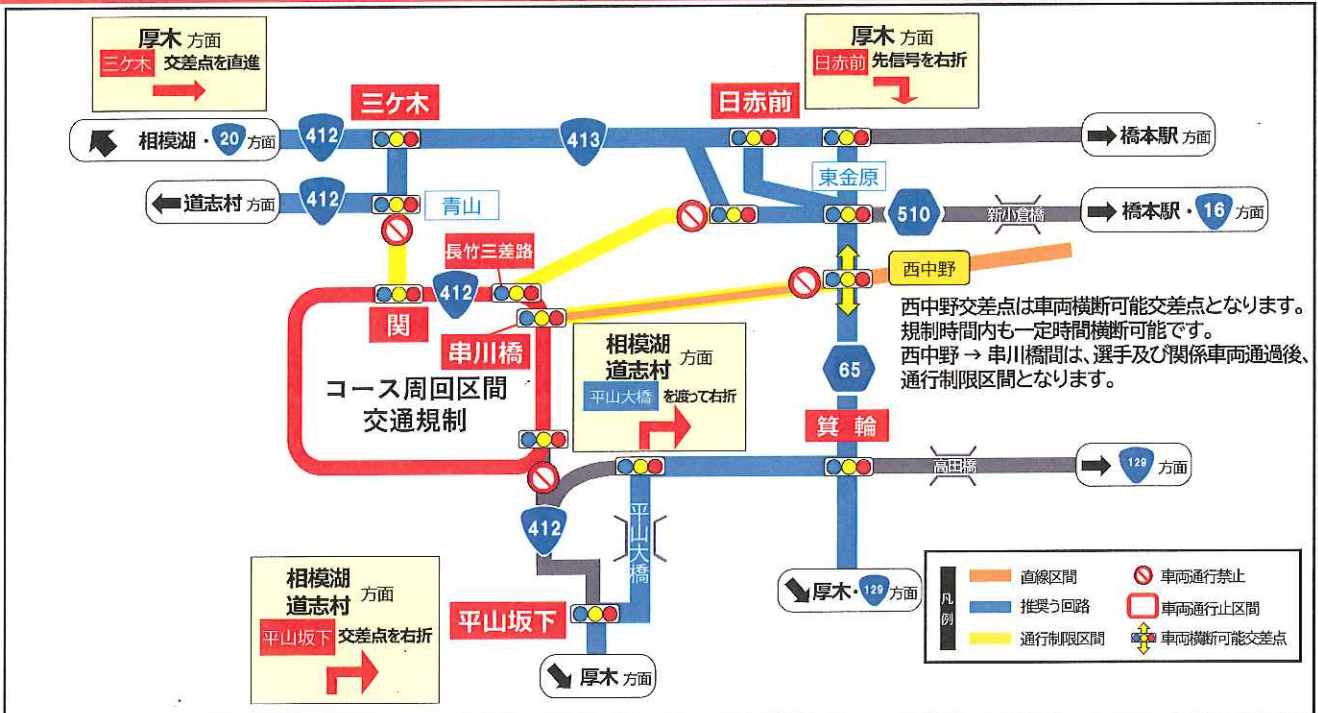 厚木 方面
三ケ木 交差点を直進
厚木 方面
日赤前 先信号を右折
三ケ木
日赤前
相模湖・20 方面
412
413
橋本駅 方面
道志村 方面
412
青山
東金原
510
新小倉橋
橋本駅・16 方面
長竹三差路
412
西中野
関
串川橋
西中野交差点は車両横断可能交差点となります。
規制時間内も一定時間横断可能です。
西中野 → 串川橋間は、選手及び関係車両通過後、
通行制限区間となります。
コース周回区間
交通規制
相模湖
道志村 方面
平山大橋 を渡って右折
65
箕輪
高田橋
129 方面
412
平山大橋
相模湖
道志村 方面
平山坂下 交差点を右折
平山坂下
厚木 方面
厚木・129 方面
凡例
直線区間
推奨う回路
通行制限区間
車両通行禁止
車両通行止区間
車両横断可能交差点